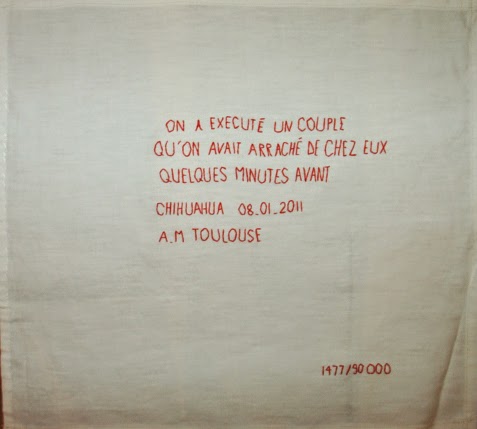 ON A EXECUTÉ UN COUPLE
QU'ON AVAIT ARRACHÉ DE CHEZ EUX
QUELQUES MINUTES AVANT
CHIHUAHUA 08.01.2011
A.M TOULOUSE
1477/50 000